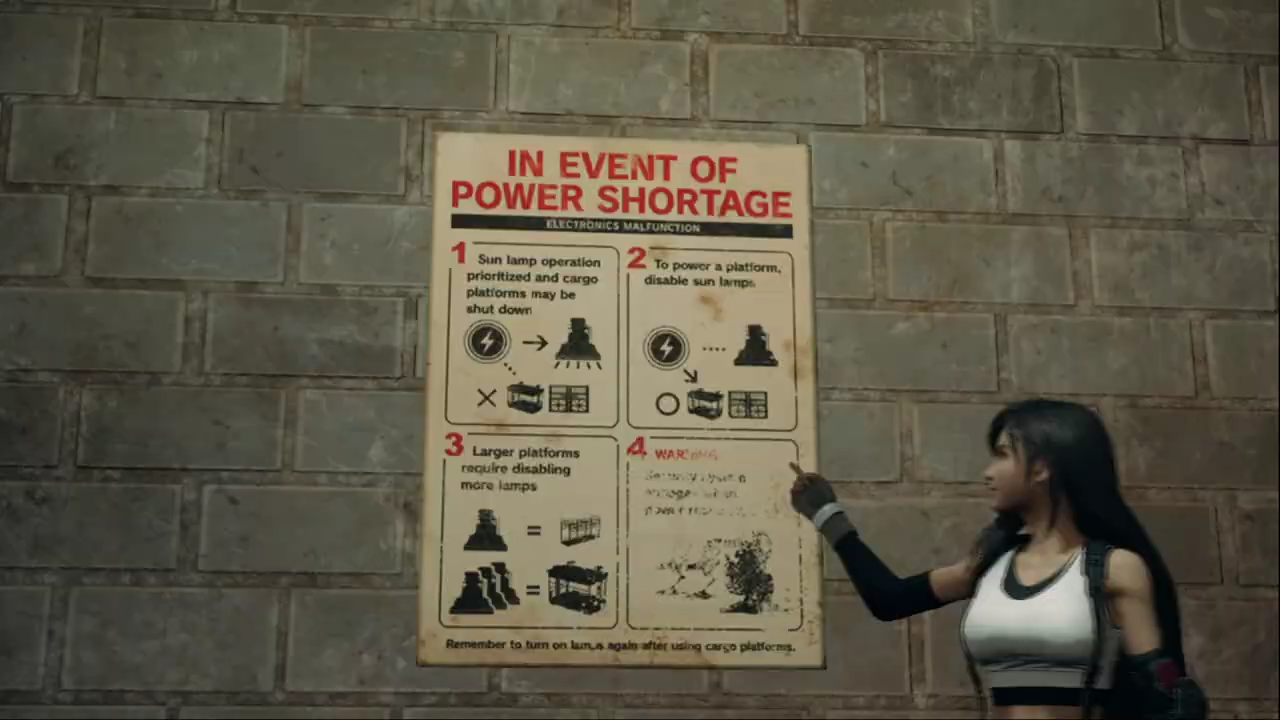 IN EVENT OF
POWER SHORTAGE
ELECTRONICS MALFUNCTION
1 Sun lamp operation
prioritized and cargo
platforms may be
shut down
2 To power a platform,
disable sun lamps
3 Larger platforms
require disabling
more lamps
4 WARNING
Remember to turn on lamps again after using cargo platforms.